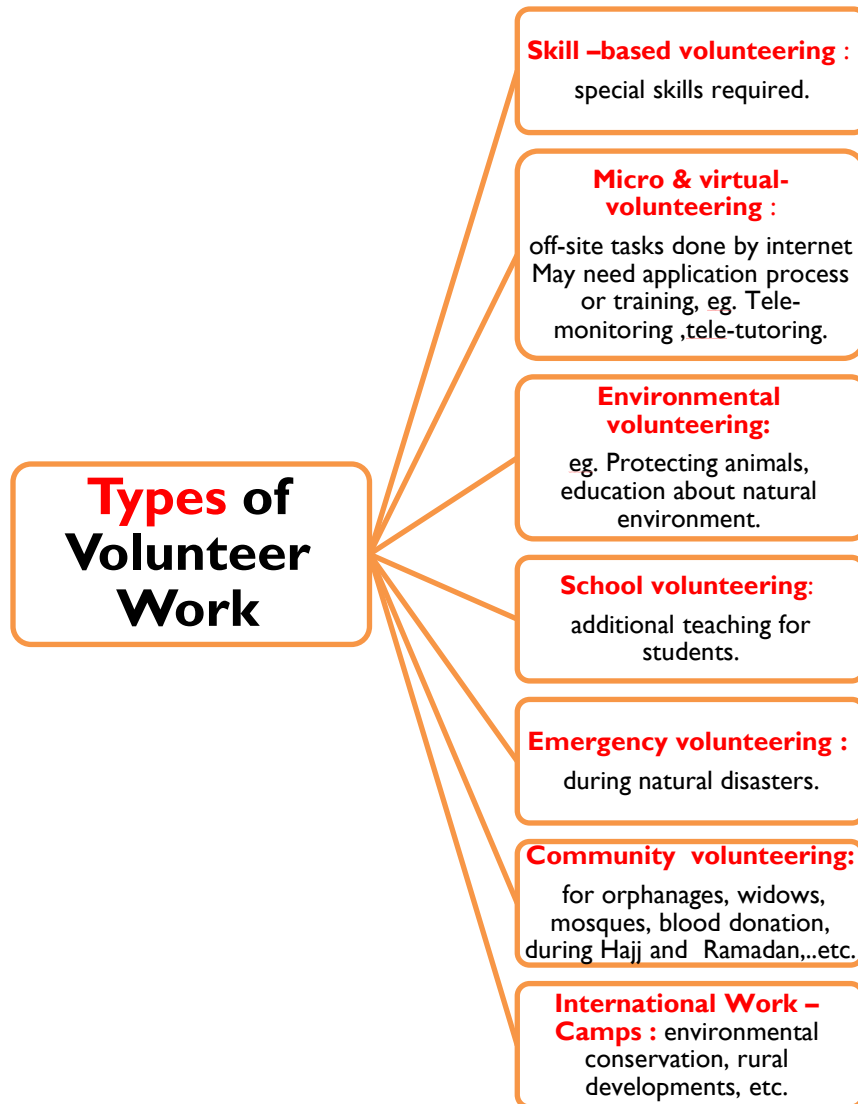 Types of
Volunteer
Work
Skill –based volunteering :
special skills required.
Micro & virtual-
volunteering :
off-site tasks done by internet
May need application process
or training, eg. Tele-
monitoring ,tele-tutoring.
Environmental
volunteering:
eg. Protecting animals,
education about natural
environment.
School volunteering:
additional teaching for
students.
Emergency volunteering :
during natural disasters.
Community  volunteering:
for orphanages, widows,
mosques, blood donation,
during Hajj and  Ramadan,..etc.
International Work –
Camps : environmental
conservation, rural
developments, etc.